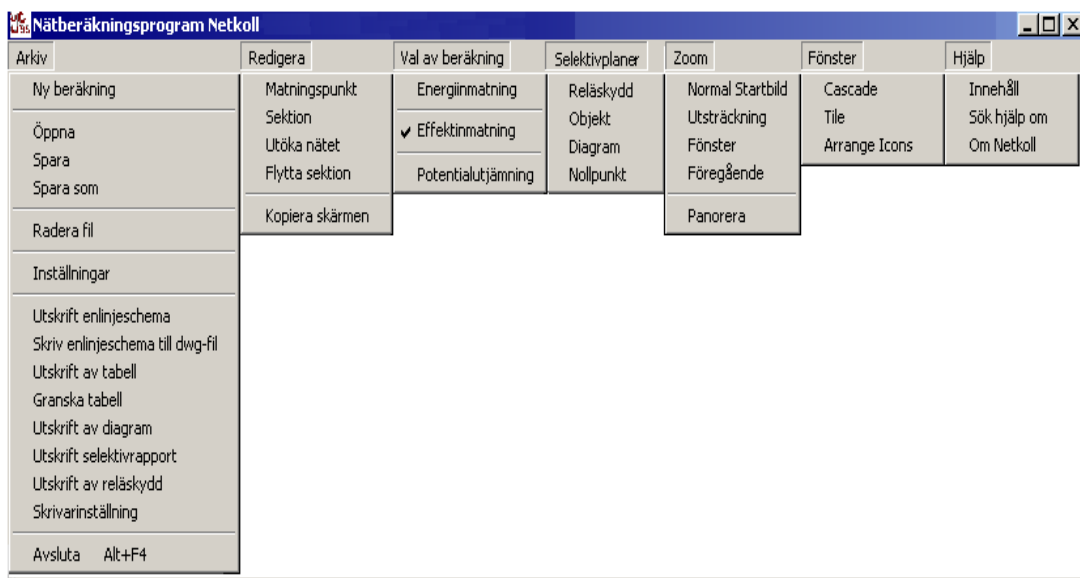 Nätberäkningsprogram Netkoll
Arkiv
Ny beräkning
Öppna
Spara
Spara som
Radera fil
Inställningar
Utskrift enlinjeschema
Skriv enlinjeschema till dwg-fil
Utskrift av tabell
Granska tabell
Utskrift av diagram
Utskrift selektivrapport
Utskrift av reläskydd
Skrivarinställning
Avsluta Alt+F4
Redigera
Matningspunkt
Sektion
Utöka nätet
Flytta sektion
Kopiera skärmen
Val av beräkning
Energiinmatning
Effektinmatning
Potentialutjämning
Selektivplaner
Reläskydd
Objekt
Diagram
Nollpunkt
Zoom
Normal Startbild
Utsträckning
Fönster
Föregående
Panorera
Fönster
Cascade
Tile
Arrange Icons
Hjälp
Innehåll
Sök hjälp om
Om Netkoll